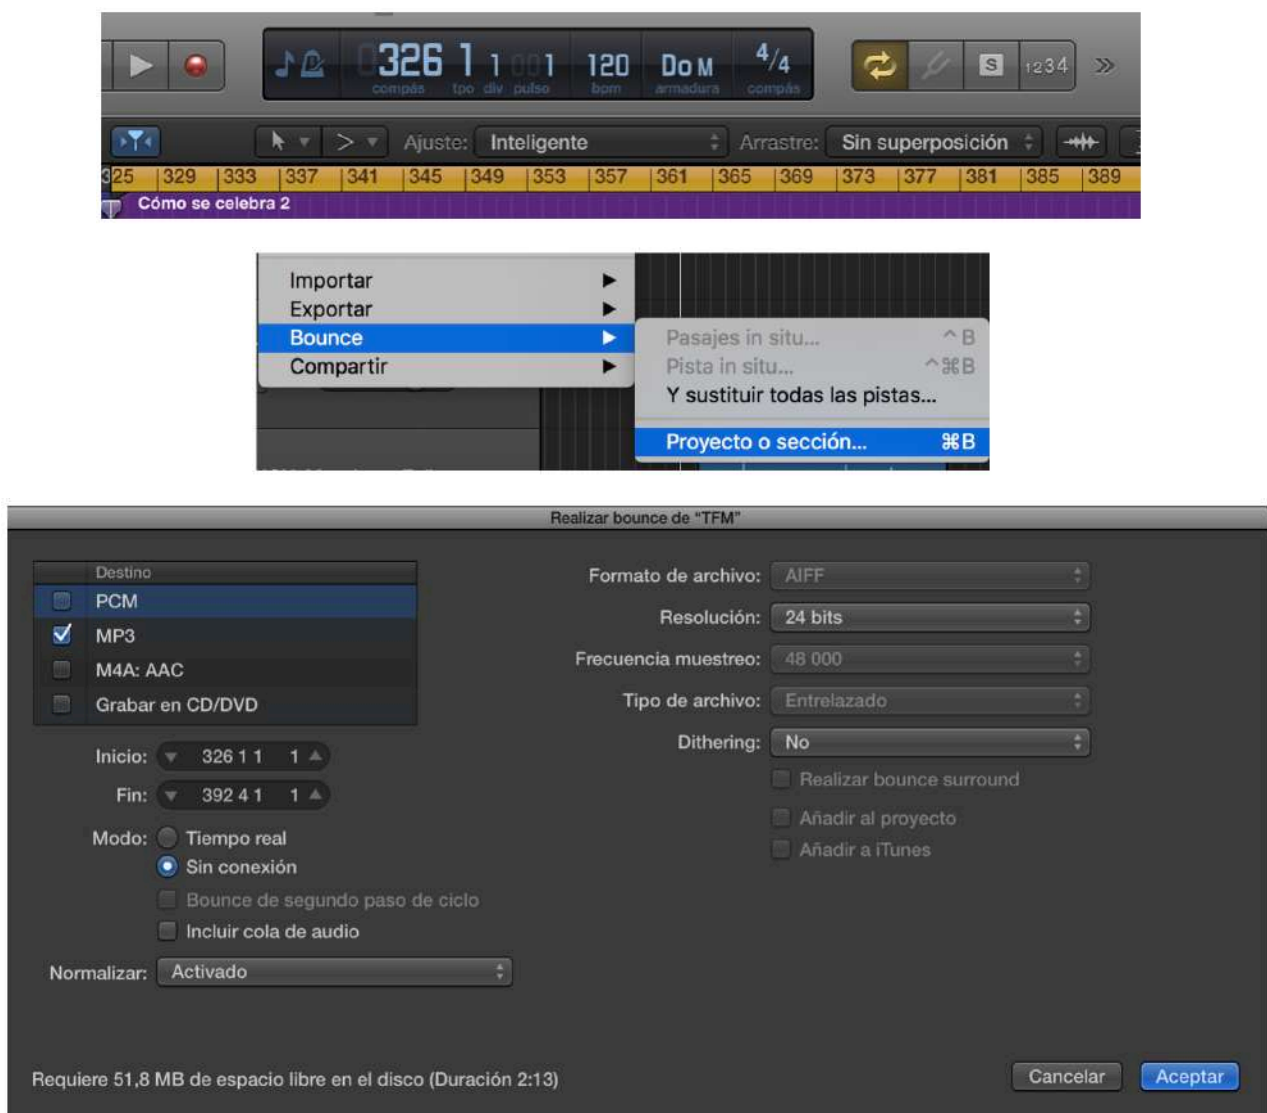 326 1 1 001 120 Do M 4/4
compás tpo div pulso bpm armadura compás
S 1234
Ajuste: Inteligente Arrastre: Sin superposición
325 329 333 337 341 345 349 353 357 361 365 369 373 377 381 385 389
Cómo se celebra 2
Importar
Exportar
Bounce
Compartir
Pasajes in situ... ^B
Pista in situ... ^⌘B
Y sustituir todas las pistas...
Proyecto o sección... ⌘B
Realizar bounce de “TFM”
Destino
PCM
MP3
M4A: AAC
Grabar en CD/DVD
Inicio: 326 1 1 1
Fin: 392 4 1 1
Modo: Tiempo real
Sin conexión
Bounce de segundo paso de ciclo
Incluir cola de audio
Normalizar: Activado
Formato de archivo: AIFF
Resolución: 24 bits
Frecuencia muestreo: 48 000
Tipo de archivo: Entrelazado
Dithering: No
Realizar bounce surround
Añadir al proyecto
Añadir a iTunes
Requiere 51,8 MB de espacio libre en el disco (Duración 2:13)
Cancelar Aceptar